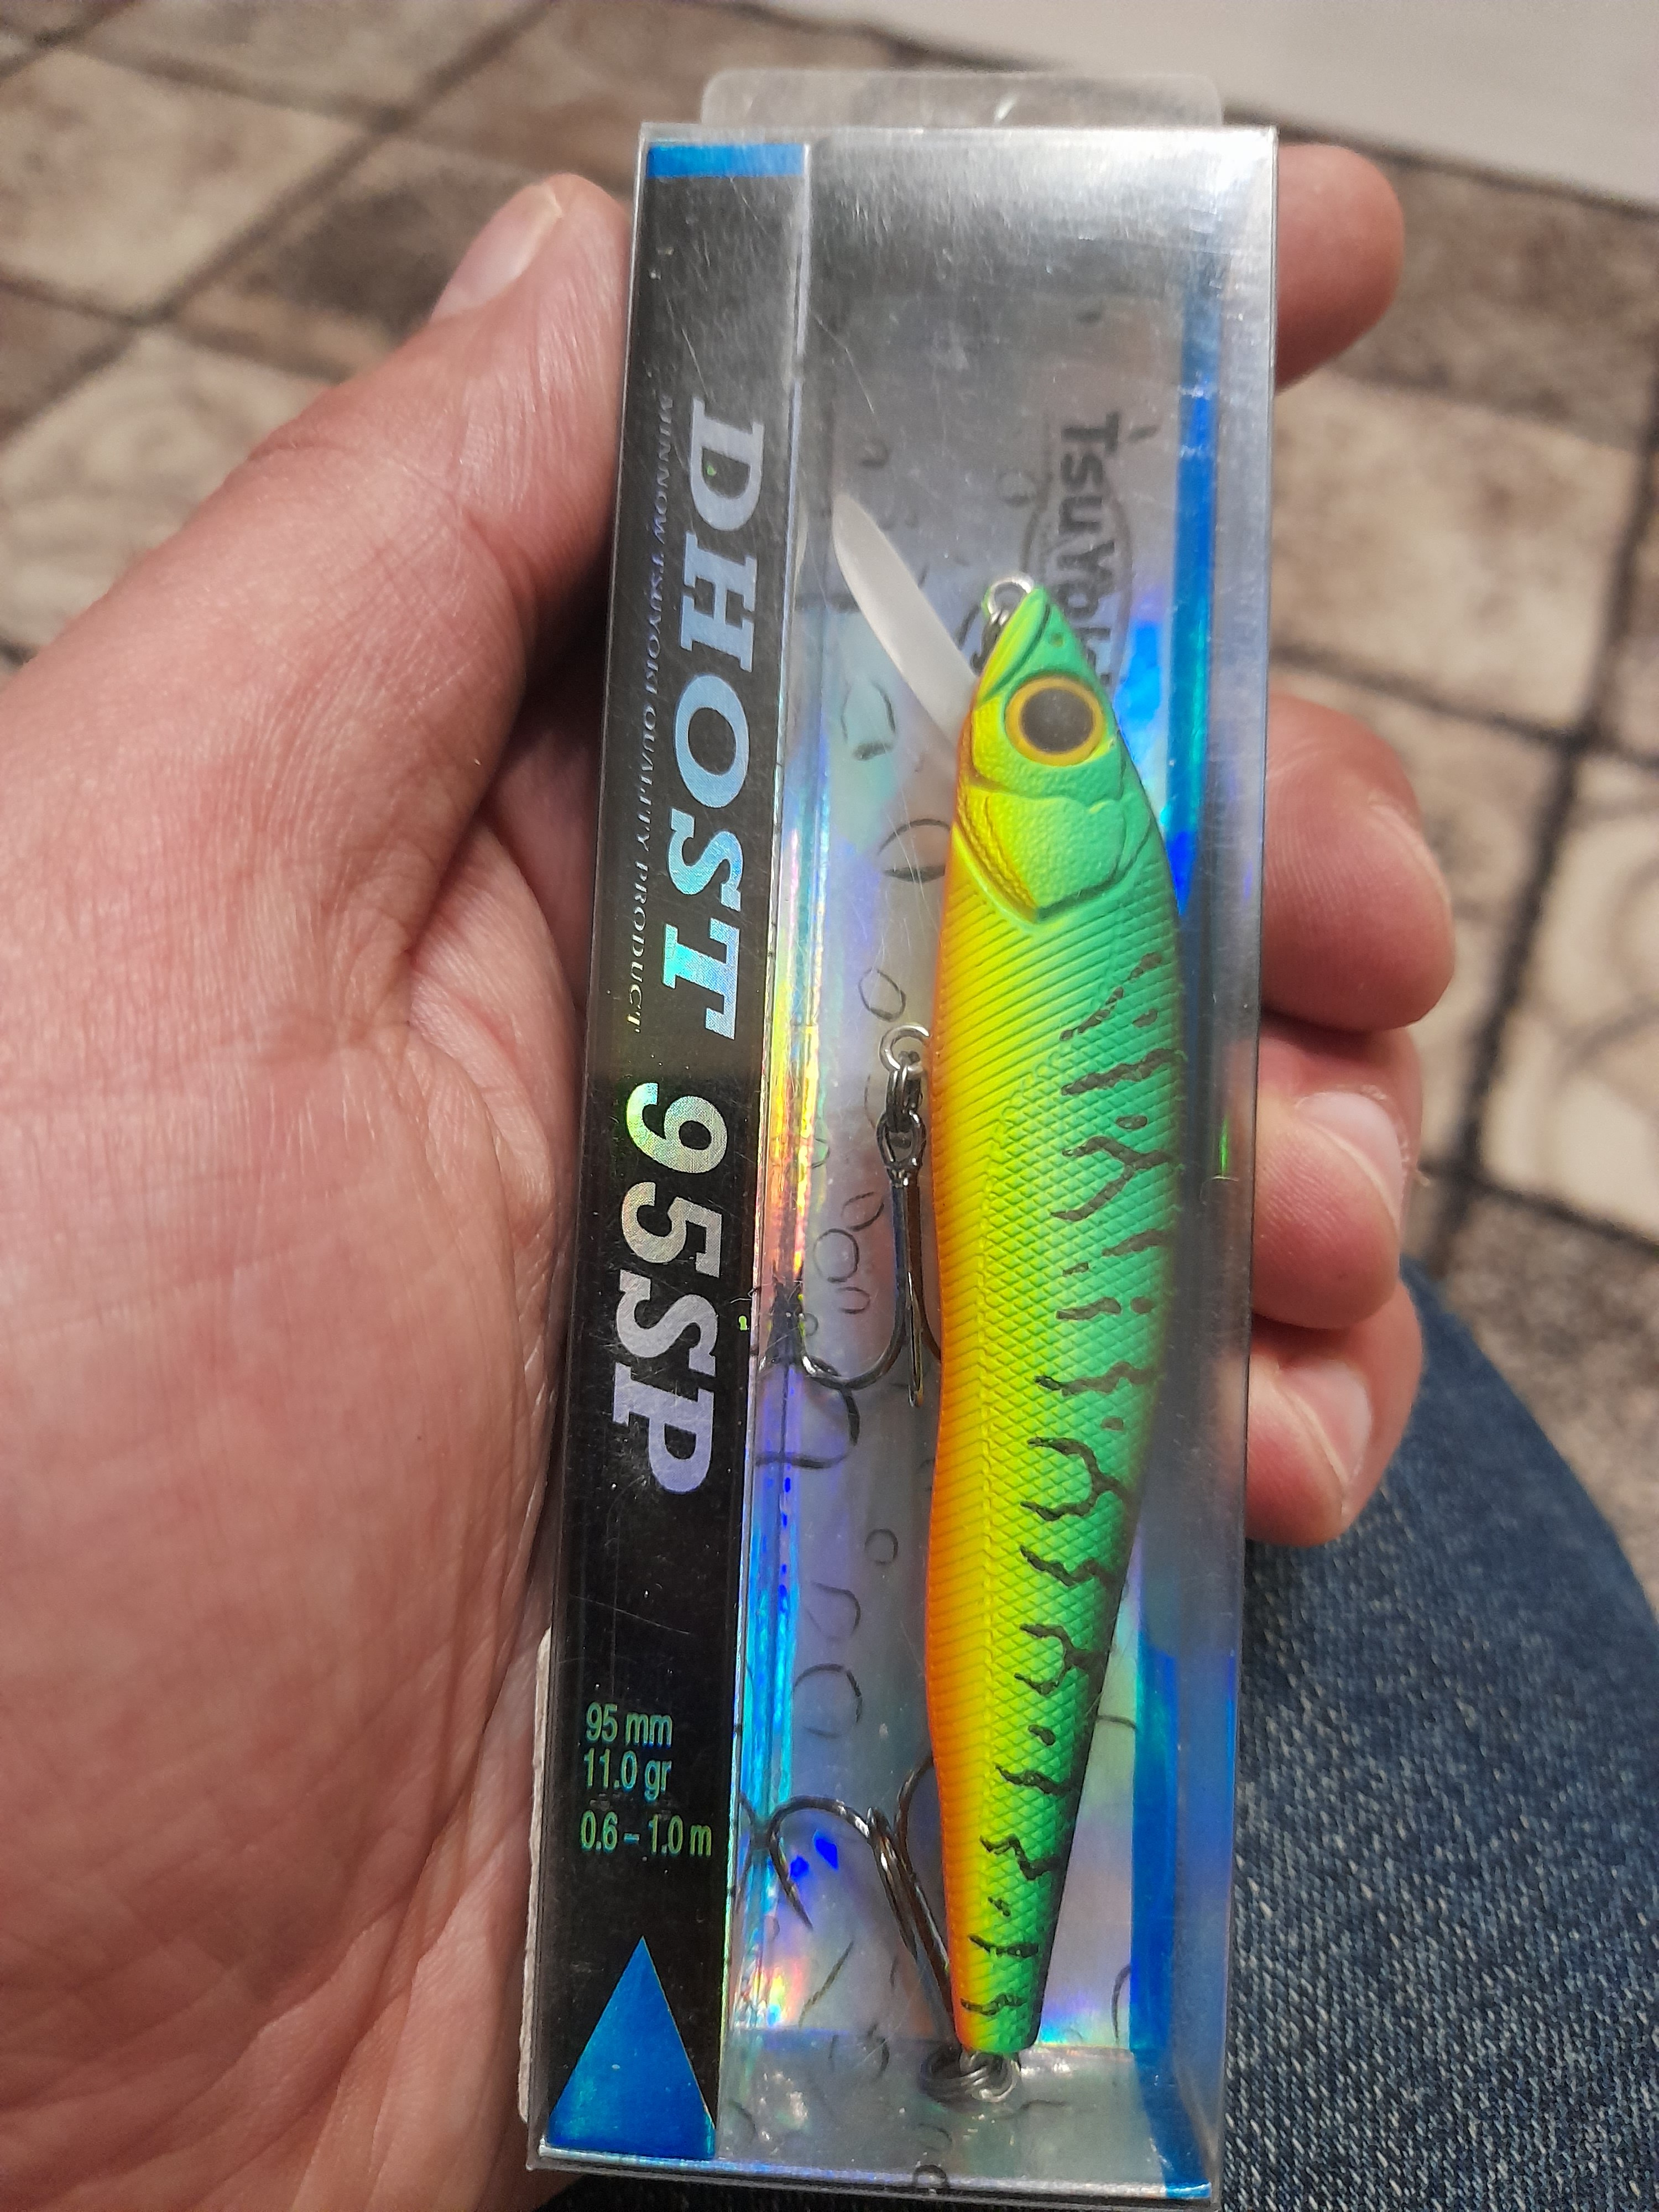 DHOST 95SP
MINNOW TSUYOKI QUALITY PRODUCT
95 mm
11.0 gr
0.6 - 1.0 m